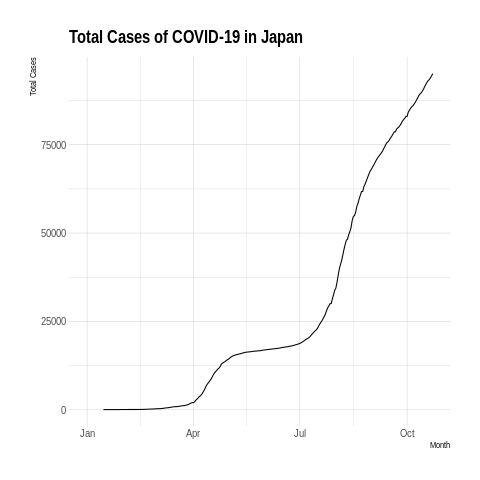 Total Cases of COVID-19 in Japan
Total Cases
75000
50000
25000
0
Jan Apr Jul Oct
Month